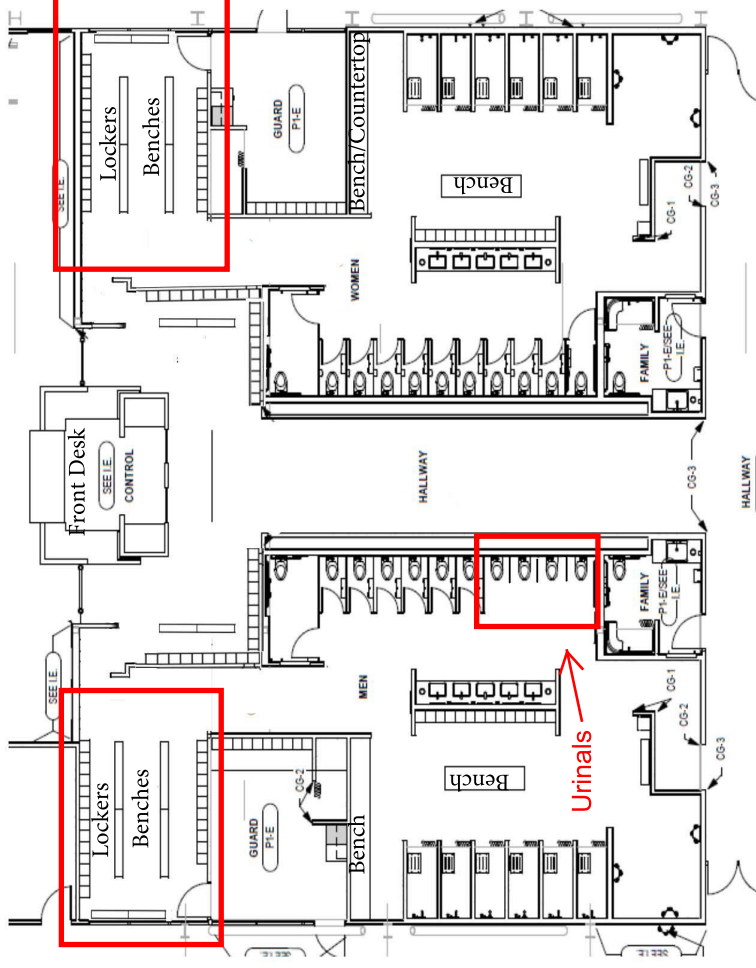 Lockers
Benches
SEE I.E.
GUARD
P1-E
Bench/Countertop
Bench
CG-1
CG-2
CG-3
WOMEN
FAMILY
P1-E/SEE
I.E.
Front Desk
SEE I.E.
CONTROL
HALLWAY
CG-3
HALLWAY
FAMILY
P1-E/SEE
I.E.
SEE I.E.
MEN
CG-1
CG-2
CG-3
Urinals
Lockers
Benches
GUARD
P1-E
CG-2
Bench
Bench